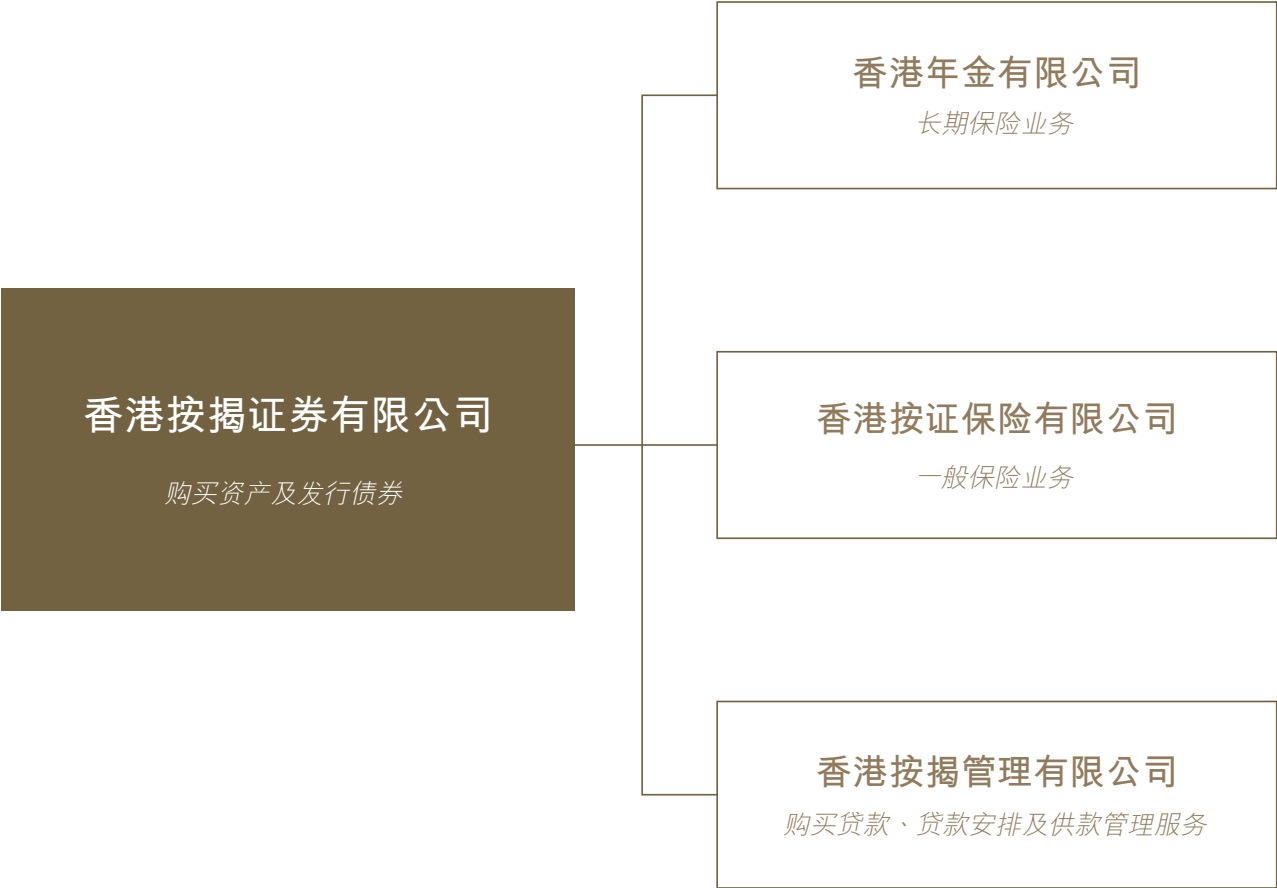 香港年金有限公司
长期保险业务
香港按揭证券有限公司
购买资产及发行债券
香港按证保险有限公司
一般保险业务
香港按揭管理有限公司
购买贷款、贷款安排及供款管理服务